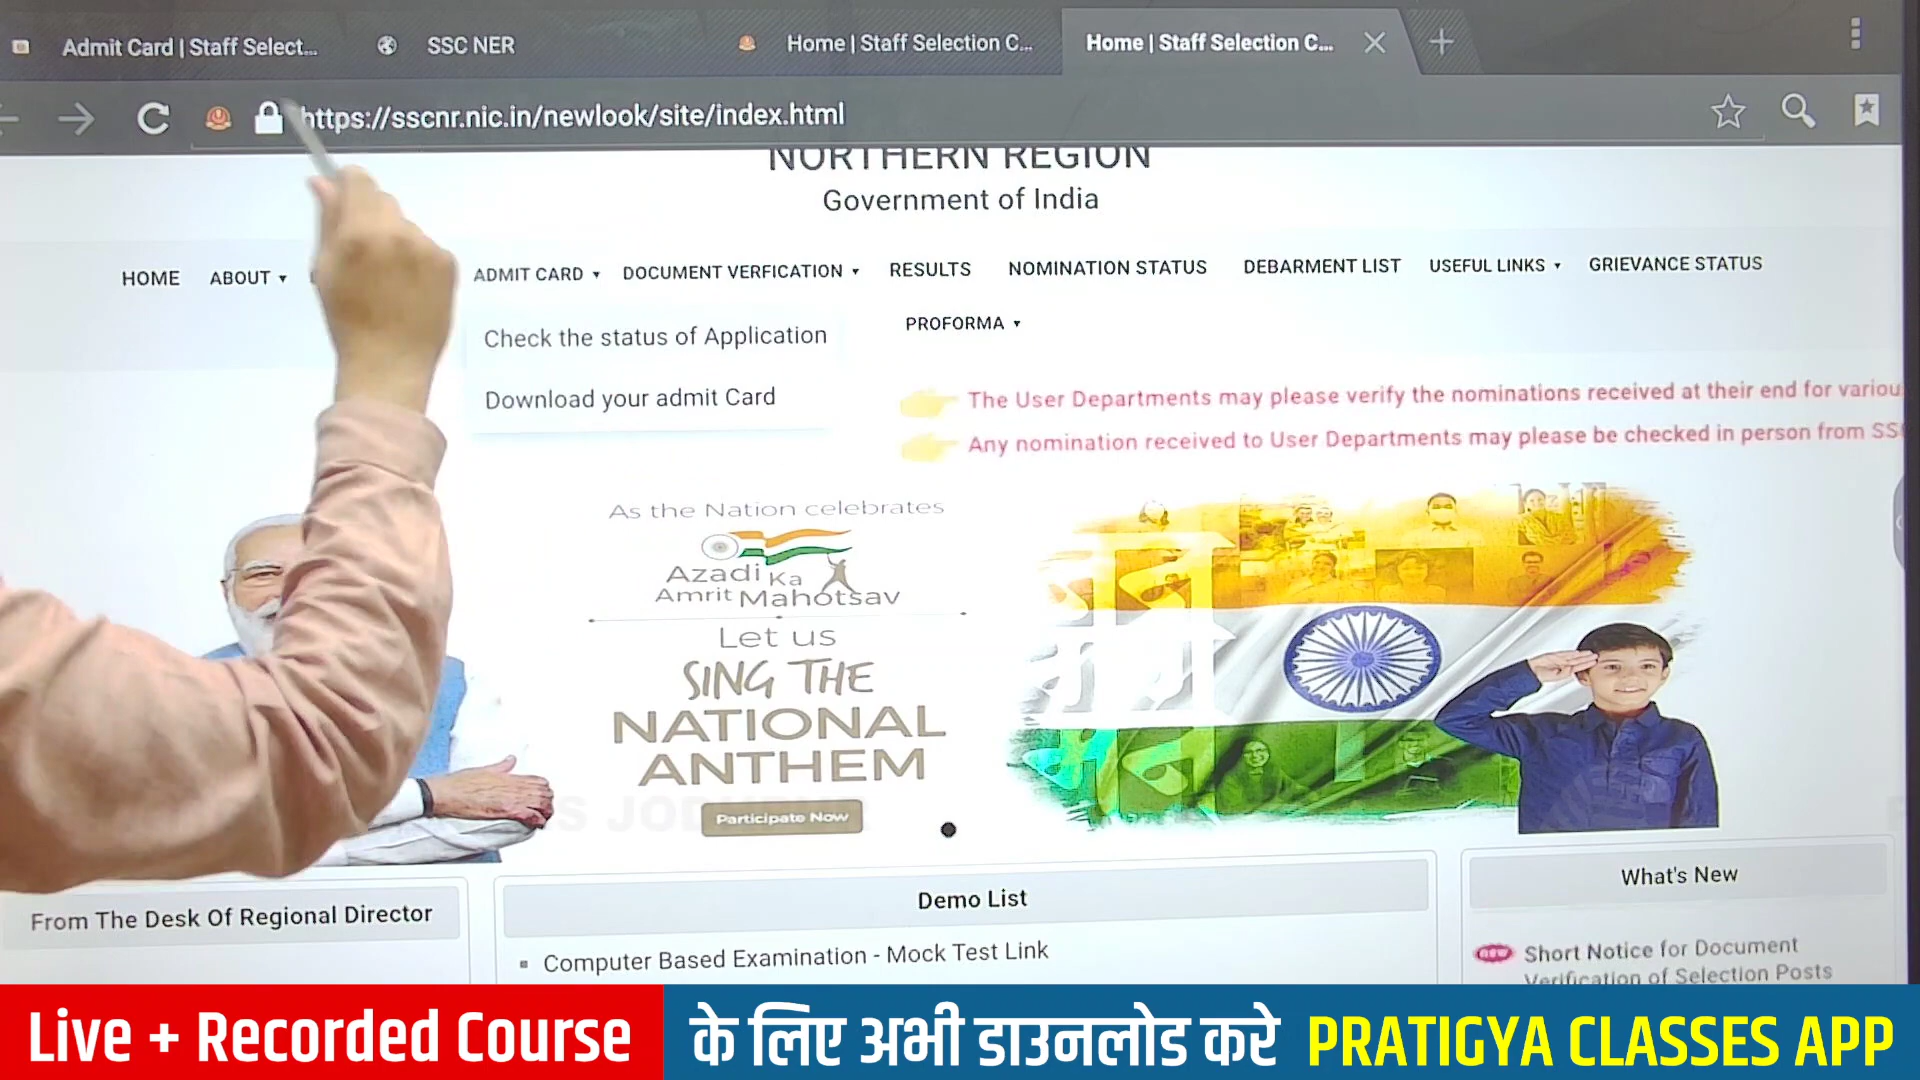 Admit Card | Staff Select...
SSC NER
Home | Staff Selection C...
Home | Staff Selection C...
https://sscnr.nic.in/newlook/site/index.html
NORTHERN REGION
Government of India
HOME
ABOUT
ADMIT CARD
DOCUMENT VERFICATION
RESULTS
NOMINATION STATUS
DEBARMENT LIST
USEFUL LINKS
GRIEVANCE STATUS
PROFORMA
Check the status of Application
Download your admit Card
The User Departments may please verify the nominations received at their end for variou
Any nomination received to User Departments may please be checked in person from SS
As the Nation celebrates
Azadi Ka
Amrit Mahotsav
Let us
SING THE
NATIONAL
ANTHEM
Participate Now
From The Desk Of Regional Director
Demo List
Computer Based Examination - Mock Test Link
What's New
new
Short Notice for Document
Verification of Selection Posts
Live + Recorded Course के लिए अभी डाउनलोड करे PRATIGYA CLASSES APP